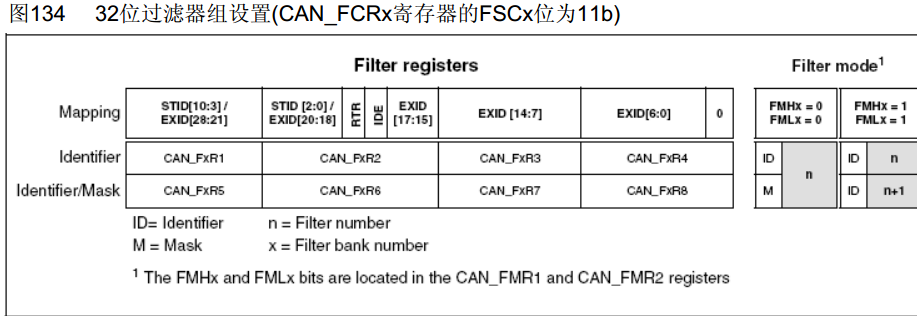 图134 32位过滤器组设置(CAN_FCRx寄存器的FSCx位为11b)
Filter registers
Filter mode1
Mapping
STID[10:3] /
EXID[28:21]
STID [2:0] /
EXID[20:18]
RTR
IDE
EXID
[17:15]
EXID [14:7]
EXID[6:0]
0
FMHx = 0
FMLx = 0
FMHx = 1
FMLx = 1
Identifier
CAN_FxR1
CAN_FxR2
CAN_FxR3
CAN_FxR4
ID
n
ID
n
Identifier/Mask
CAN_FxR5
CAN_FxR6
CAN_FxR7
CAN_FxR8
M
ID
n+1
ID= Identifier
n = Filter number
M = Mask
x = Filter bank number
1 The FMHx and FMLx bits are located in the CAN_FMR1 and CAN_FMR2 registers